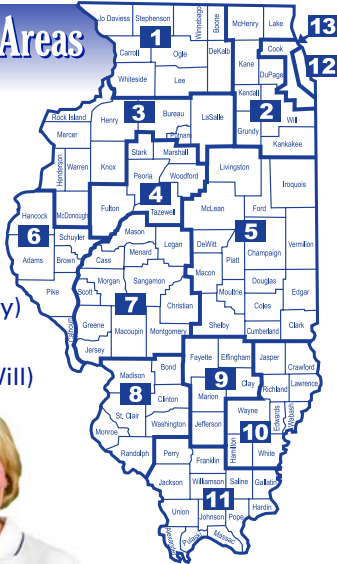 Areas
Jo Daviess Stephenson Winnebago Boone McHenry Lake 13
1
Carroll Ogle DeKalb Kane Cook 12
DuPage
Whiteside Lee Kendall
2 Will
Rock Island Henry 3 Bureau LaSalle Grundy
Mercer Putnam Kankakee
Henderson Warren Knox Stark Marshall Livingston
Peoria Woodford Iroquois
4
Hancock McDonough Fulton Tazewell McLean Ford
6 Mason 5
Schuyler Logan DeWitt Champaign Vermilion
Adams Brown Cass Menard Piatt
Macon
Pike Scott Morgan Sangamon Douglas
7 Christian Moultrie Edgar
y) Coles
Calhoun Greene Macoupin Montgomery Shelby Cumberland Clark
Jersey
Will) Fayette Effingham Jasper Crawford
Madison Bond 9
8 Clay Richland Lawrence
Clinton Marion
St. Clair Wayne Edwards Wabash
Monroe Washington Jefferson 10
Randolph Perry Hamilton White
Franklin
Jackson Williamson Saline Gallatin
11
Union Johnson Pope Hardin
Alexander Pulaski Massac